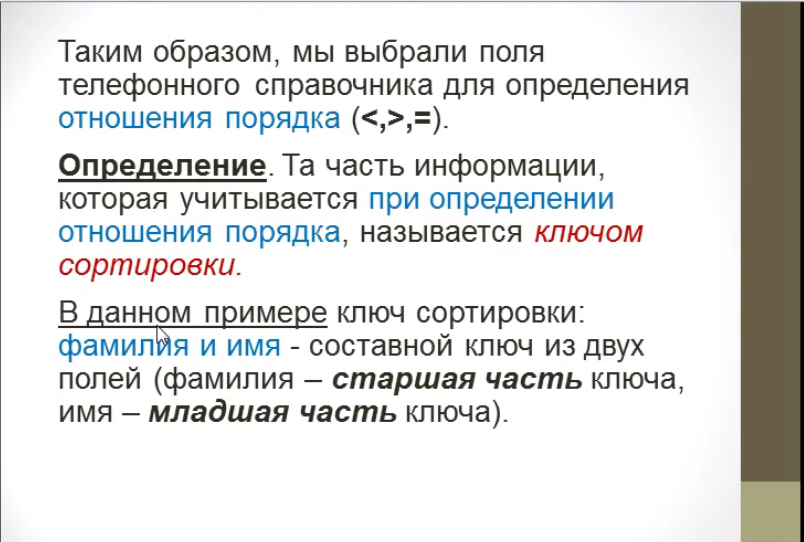 Таким образом, мы выбрали поля
телефонного справочника для определения
отношения порядка (<,>,=).
Определение. Та часть информации,
которая учитывается при определении
отношения порядка, называется ключом
сортировки.
В данном примере ключ сортировки:
фамилия и имя - составной ключ из двух
полей (фамилия – старшая часть ключа,
имя – младшая часть ключа).